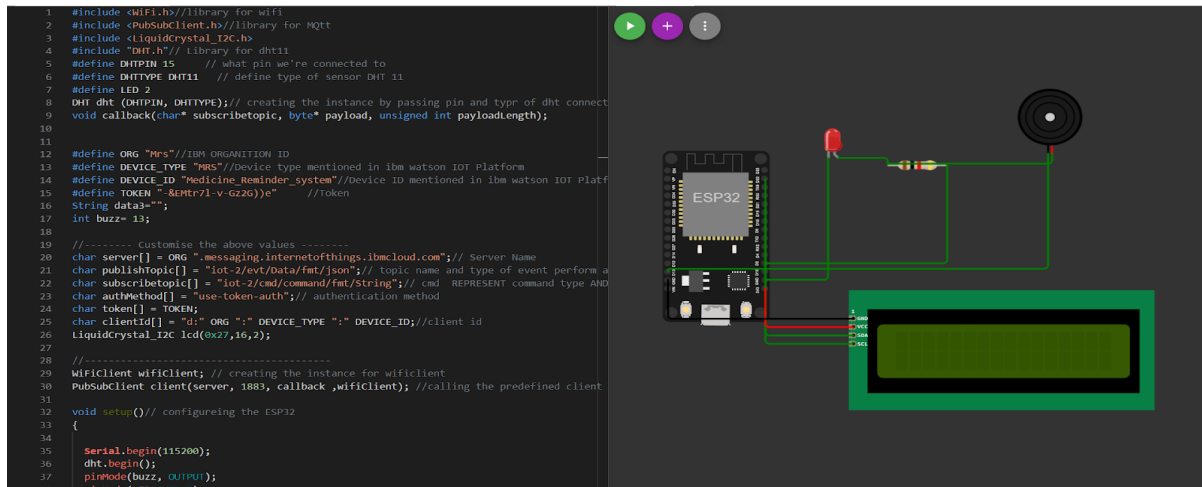 1 #include <WiFi.h>//library for wifi
2 #include <PubSubClient.h>//library for MQtt
3 #include <LiquidCrystal_I2C.h>
4 #include "DHT.h"// Library for dht11
5 #define DHTPIN 15 // what pin we're connected to
6 #define DHTTYPE DHT11 // define type of sensor DHT 11
7 #define LED 2
8 DHT dht (DHTPIN, DHTTYPE);// creating the instance by passing pin and typr of dht connect
9 void callback(char* subscribetopic, byte* payload, unsigned int payloadLength);
10
11
12 #define ORG "Mrs"//IBM ORGANITION ID
13 #define DEVICE_TYPE "MRS"//Device type mentioned in ibm watson IOT Platform
14 #define DEVICE_ID "Medicine_Reminder_system"//Device ID mentioned in ibm watson IOT Platf
15 #define TOKEN "-&EMtr7l-v-Gz2G))e" //Token
16 String data3="";
17 int buzz= 13;
18
19 //-------- Customise the above values --------
20 char server[] = ORG ".messaging.internetofthings.ibmcloud.com";// Server Name
21 char publishTopic[] = "iot-2/evt/Data/fmt/json";// topic name and type of event perform a
22 char subscribetopic[] = "iot-2/cmd/command/fmt/String";// cmd REPRESENT command type AND
23 char authMethod[] = "use-token-auth";// authentication method
24 char token[] = TOKEN;
25 char clientId[] = "d:" ORG ":" DEVICE_TYPE ":" DEVICE_ID;//client id
26 LiquidCrystal_I2C lcd(0x27,16,2);
27
28 //-----------------------------------------
29 WiFiClient wifiClient; // creating the instance for wificlient
30 PubSubClient client(server, 1883, callback ,wifiClient); //calling the predefined client
31
32 void setup()// configureing the ESP32
33 {
34
35 Serial.begin(115200);
36 dht.begin();
37 pinMode(buzz, OUTPUT);
ESP32
1
GND
VCC
SDA
SCL